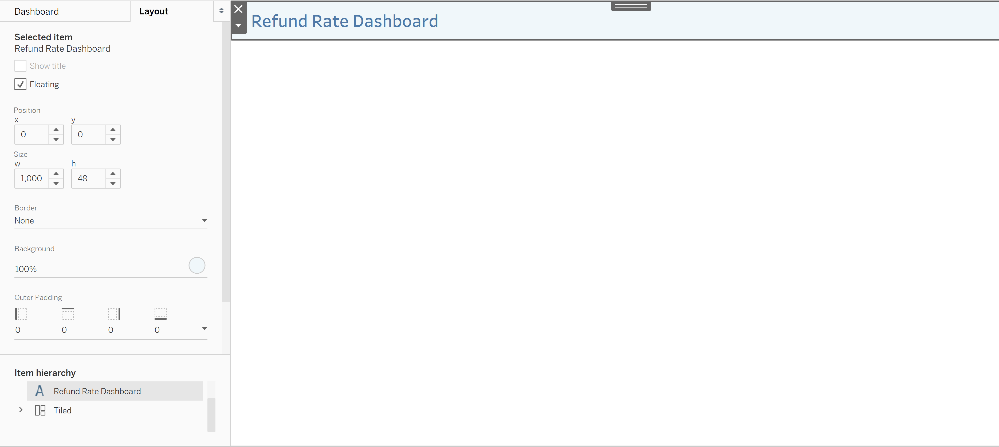 Dashboard
Layout
Refund Rate Dashboard
Selected item
Refund Rate Dashboard
Show title
Floating
Position
x y
0 0
Size
w h
1,000 48
Border
None
Background
100%
Outer Padding
0 0 0 0
Item hierarchy
Refund Rate Dashboard
Tiled